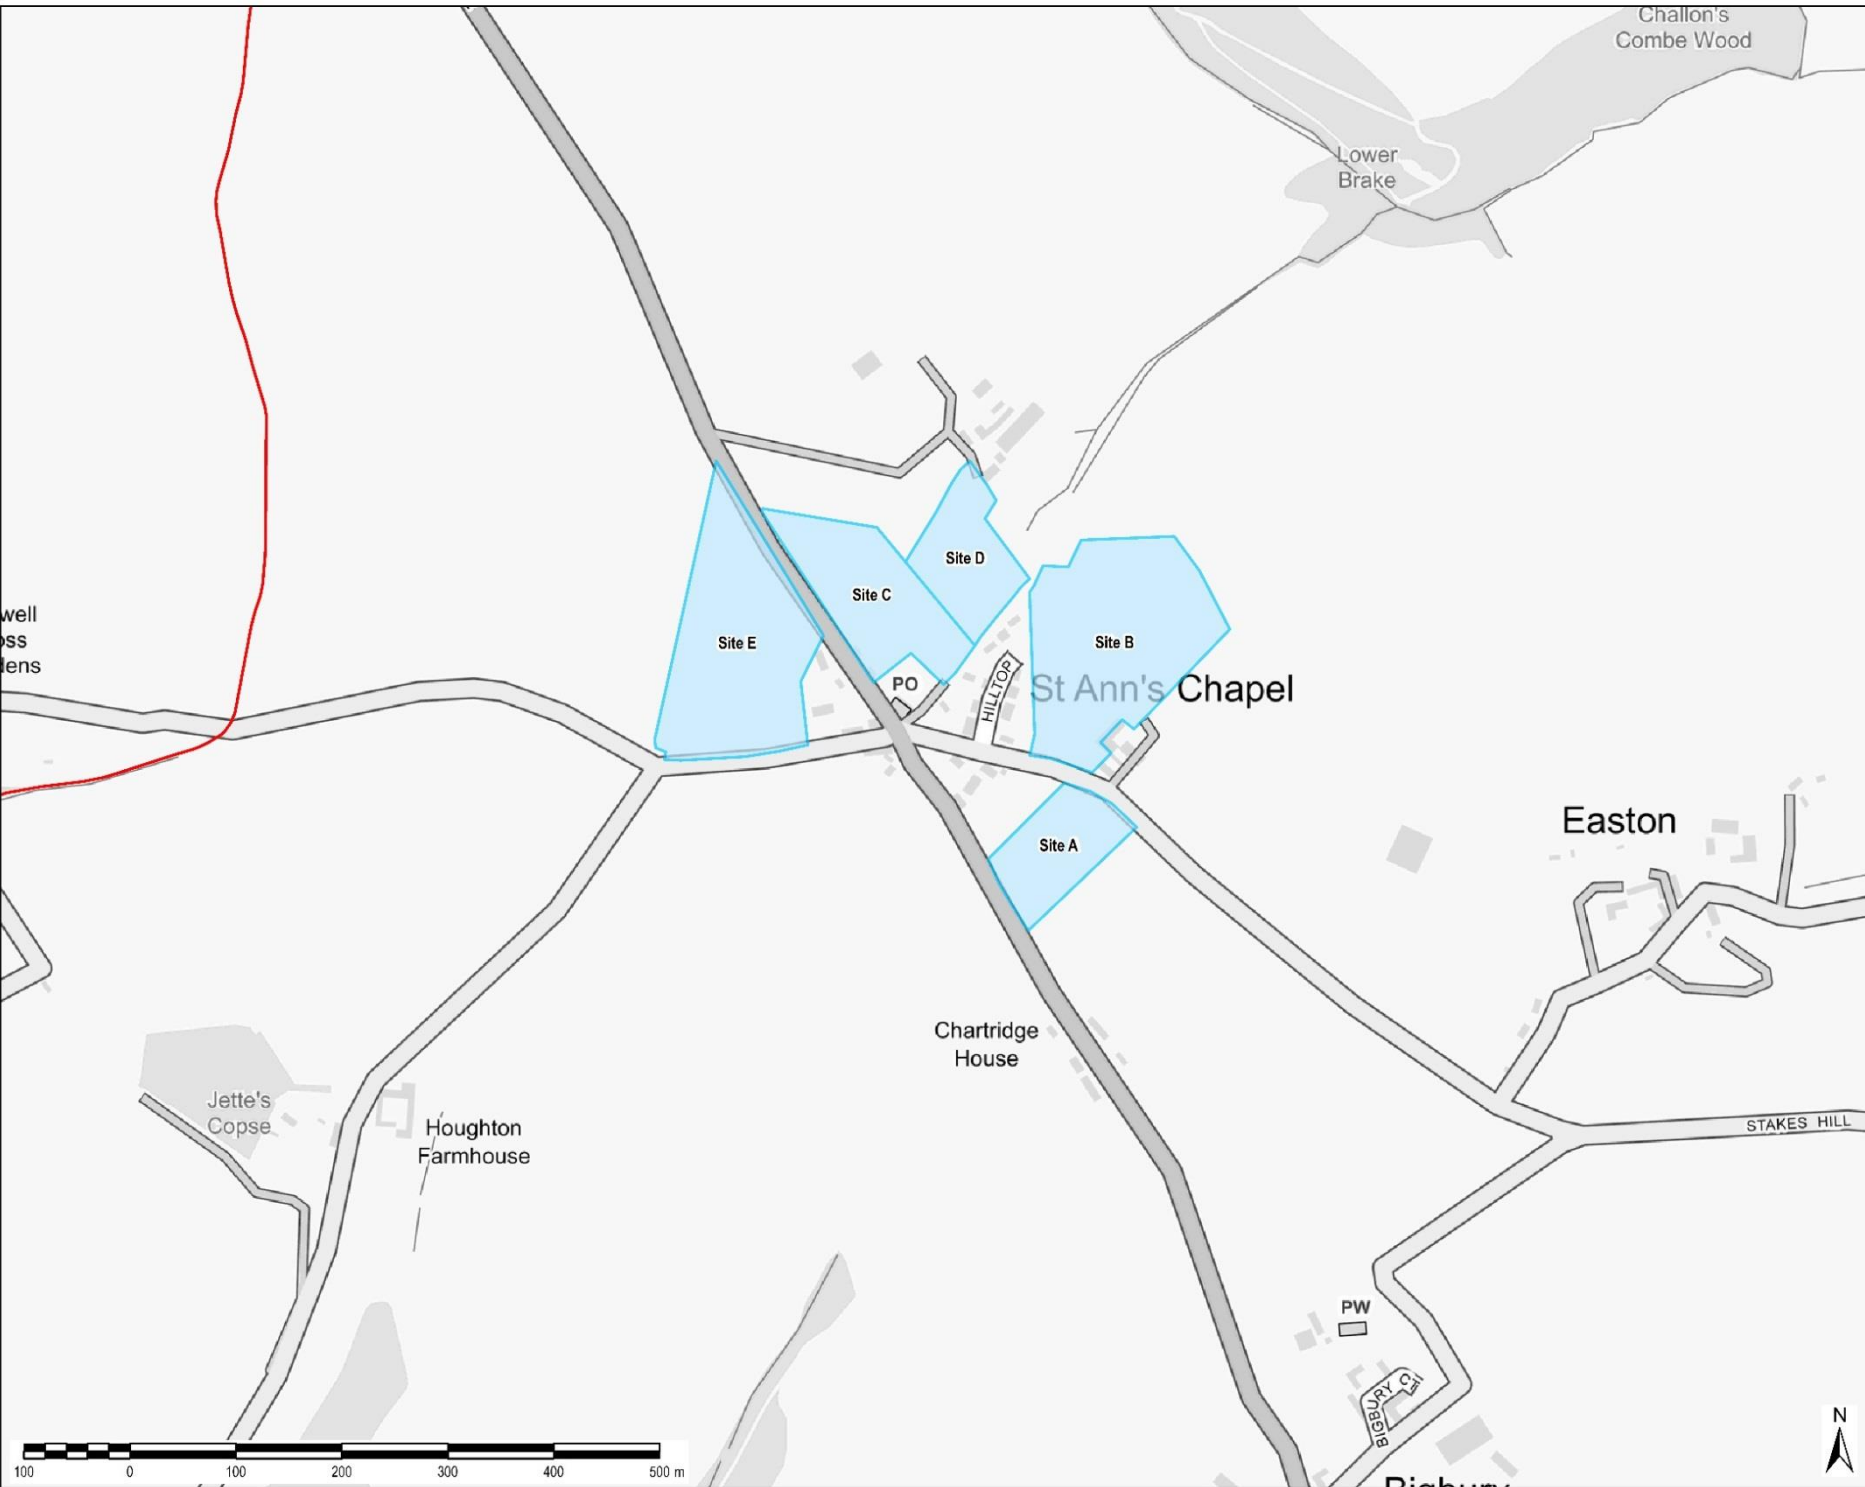 Challon's
Combe Wood
Lower
Brake
Site D
Site C
Site E
Site B
well
oss
dens
PO
HILLTOP
St Ann's Chapel
Easton
Site A
Chartridge
House
Jette's
Copse
Houghton
Farmhouse
STAKES HILL
PW
BIGBURY
N
100 0 100 200 300 400 500 m
Bigbury